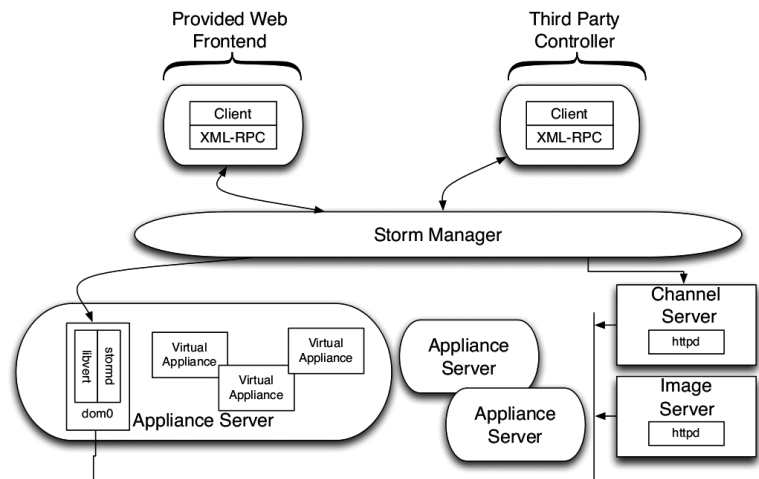 Provided Web
Frontend
Third Party
Controller
Client
XML-RPC
Client
XML-RPC
Storm Manager
Channel
Server
httpd
libvert
stormd
dom0
Virtual
Appliance
Virtual
Appliance
Virtual
Appliance
Appliance Server
Appliance
Server
Appliance
Server
Image
Server
httpd